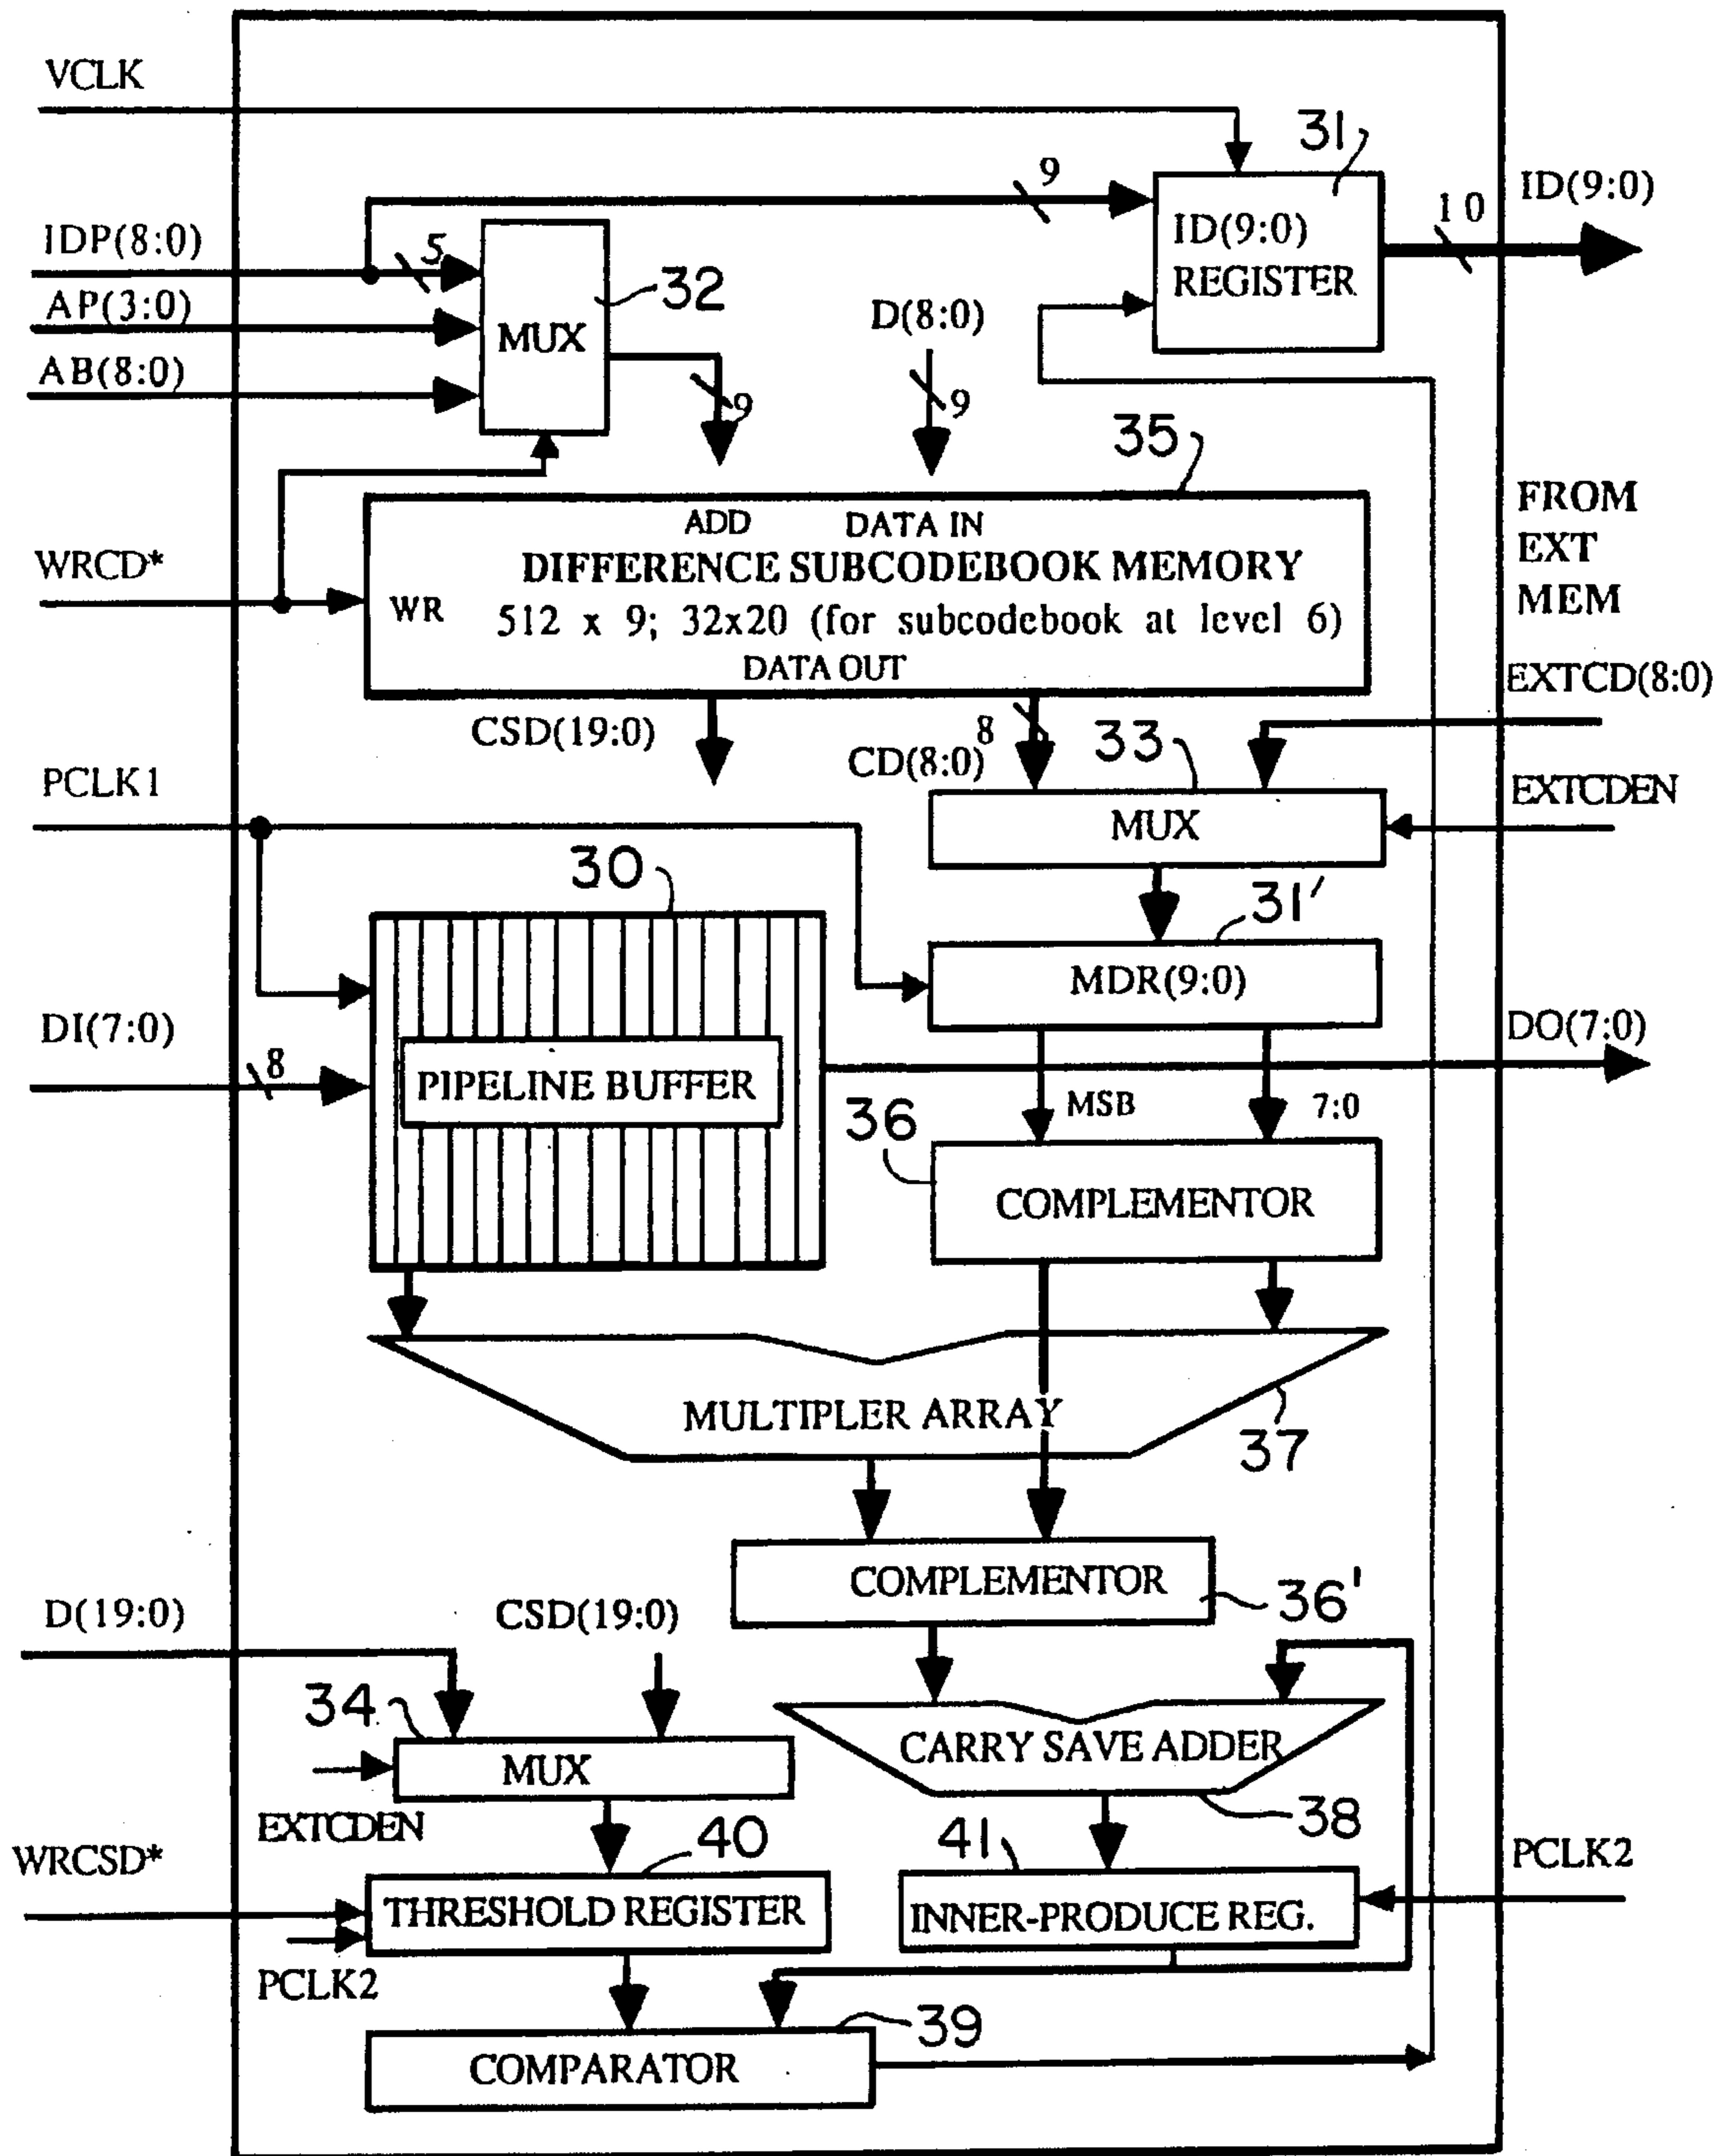 VCLK
31
9
ID(9:0)
10
IDP(8:0)
5
ID(9:0)
REGISTER
32
AP(3:0)
D(8:0)
MUX
AB(8:0)
9
9
35
FROM
EXT
MEM
ADD DATA IN
WRCD*
DIFFERENCE SUBCODEBOOK MEMORY
WR 512 x 9; 32x20 (for subcodebook at level 6)
DATA OUT
EXTCD(8:0)
CSD(19:0)
8
33
CD(8:0)
PCLK1
EXTCDEN
MUX
30
31'
MDR(9:0)
DI(7:0)
DO(7:0)
8
PIPELINE BUFFER
MSB
7:0
36
COMPLEMENTOR
MULTIPLER ARRAY
37
COMPLEMENTOR
36'
D(19:0)
CSD(19:0)
34
CARRY SAVE ADDER
MUX
38
EXTCDEN
40
41
WRCSD*
PCLK2
THRESHOLD REGISTER
INNER-PRODUCE REG.
PCLK2
39
COMPARATOR